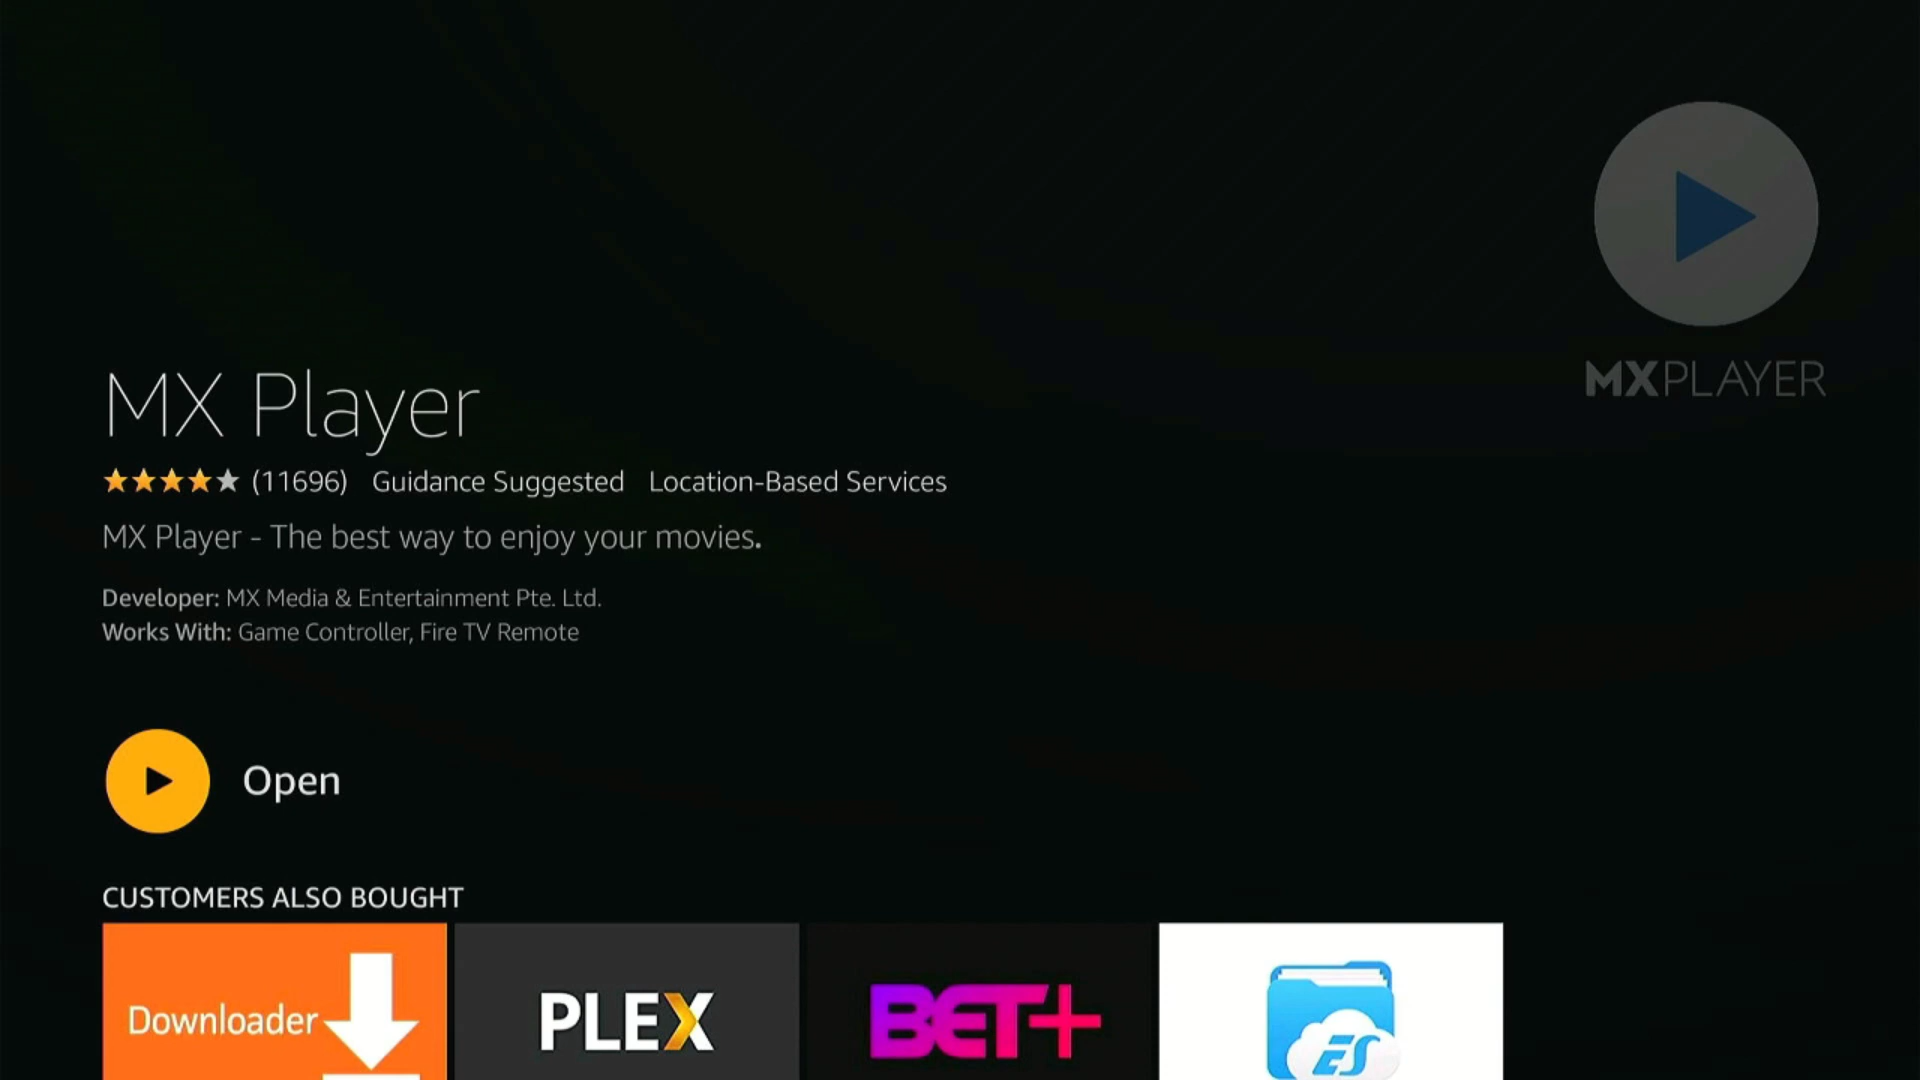 MXPLAYER
MX Player
(11696) Guidance Suggested Location-Based Services
MX Player - The best way to enjoy your movies.
Developer: MX Media & Entertainment Pte. Ltd.
Works With: Game Controller, Fire TV Remote
Open
CUSTOMERS ALSO BOUGHT
Downloader
PLEX
BET+
ES